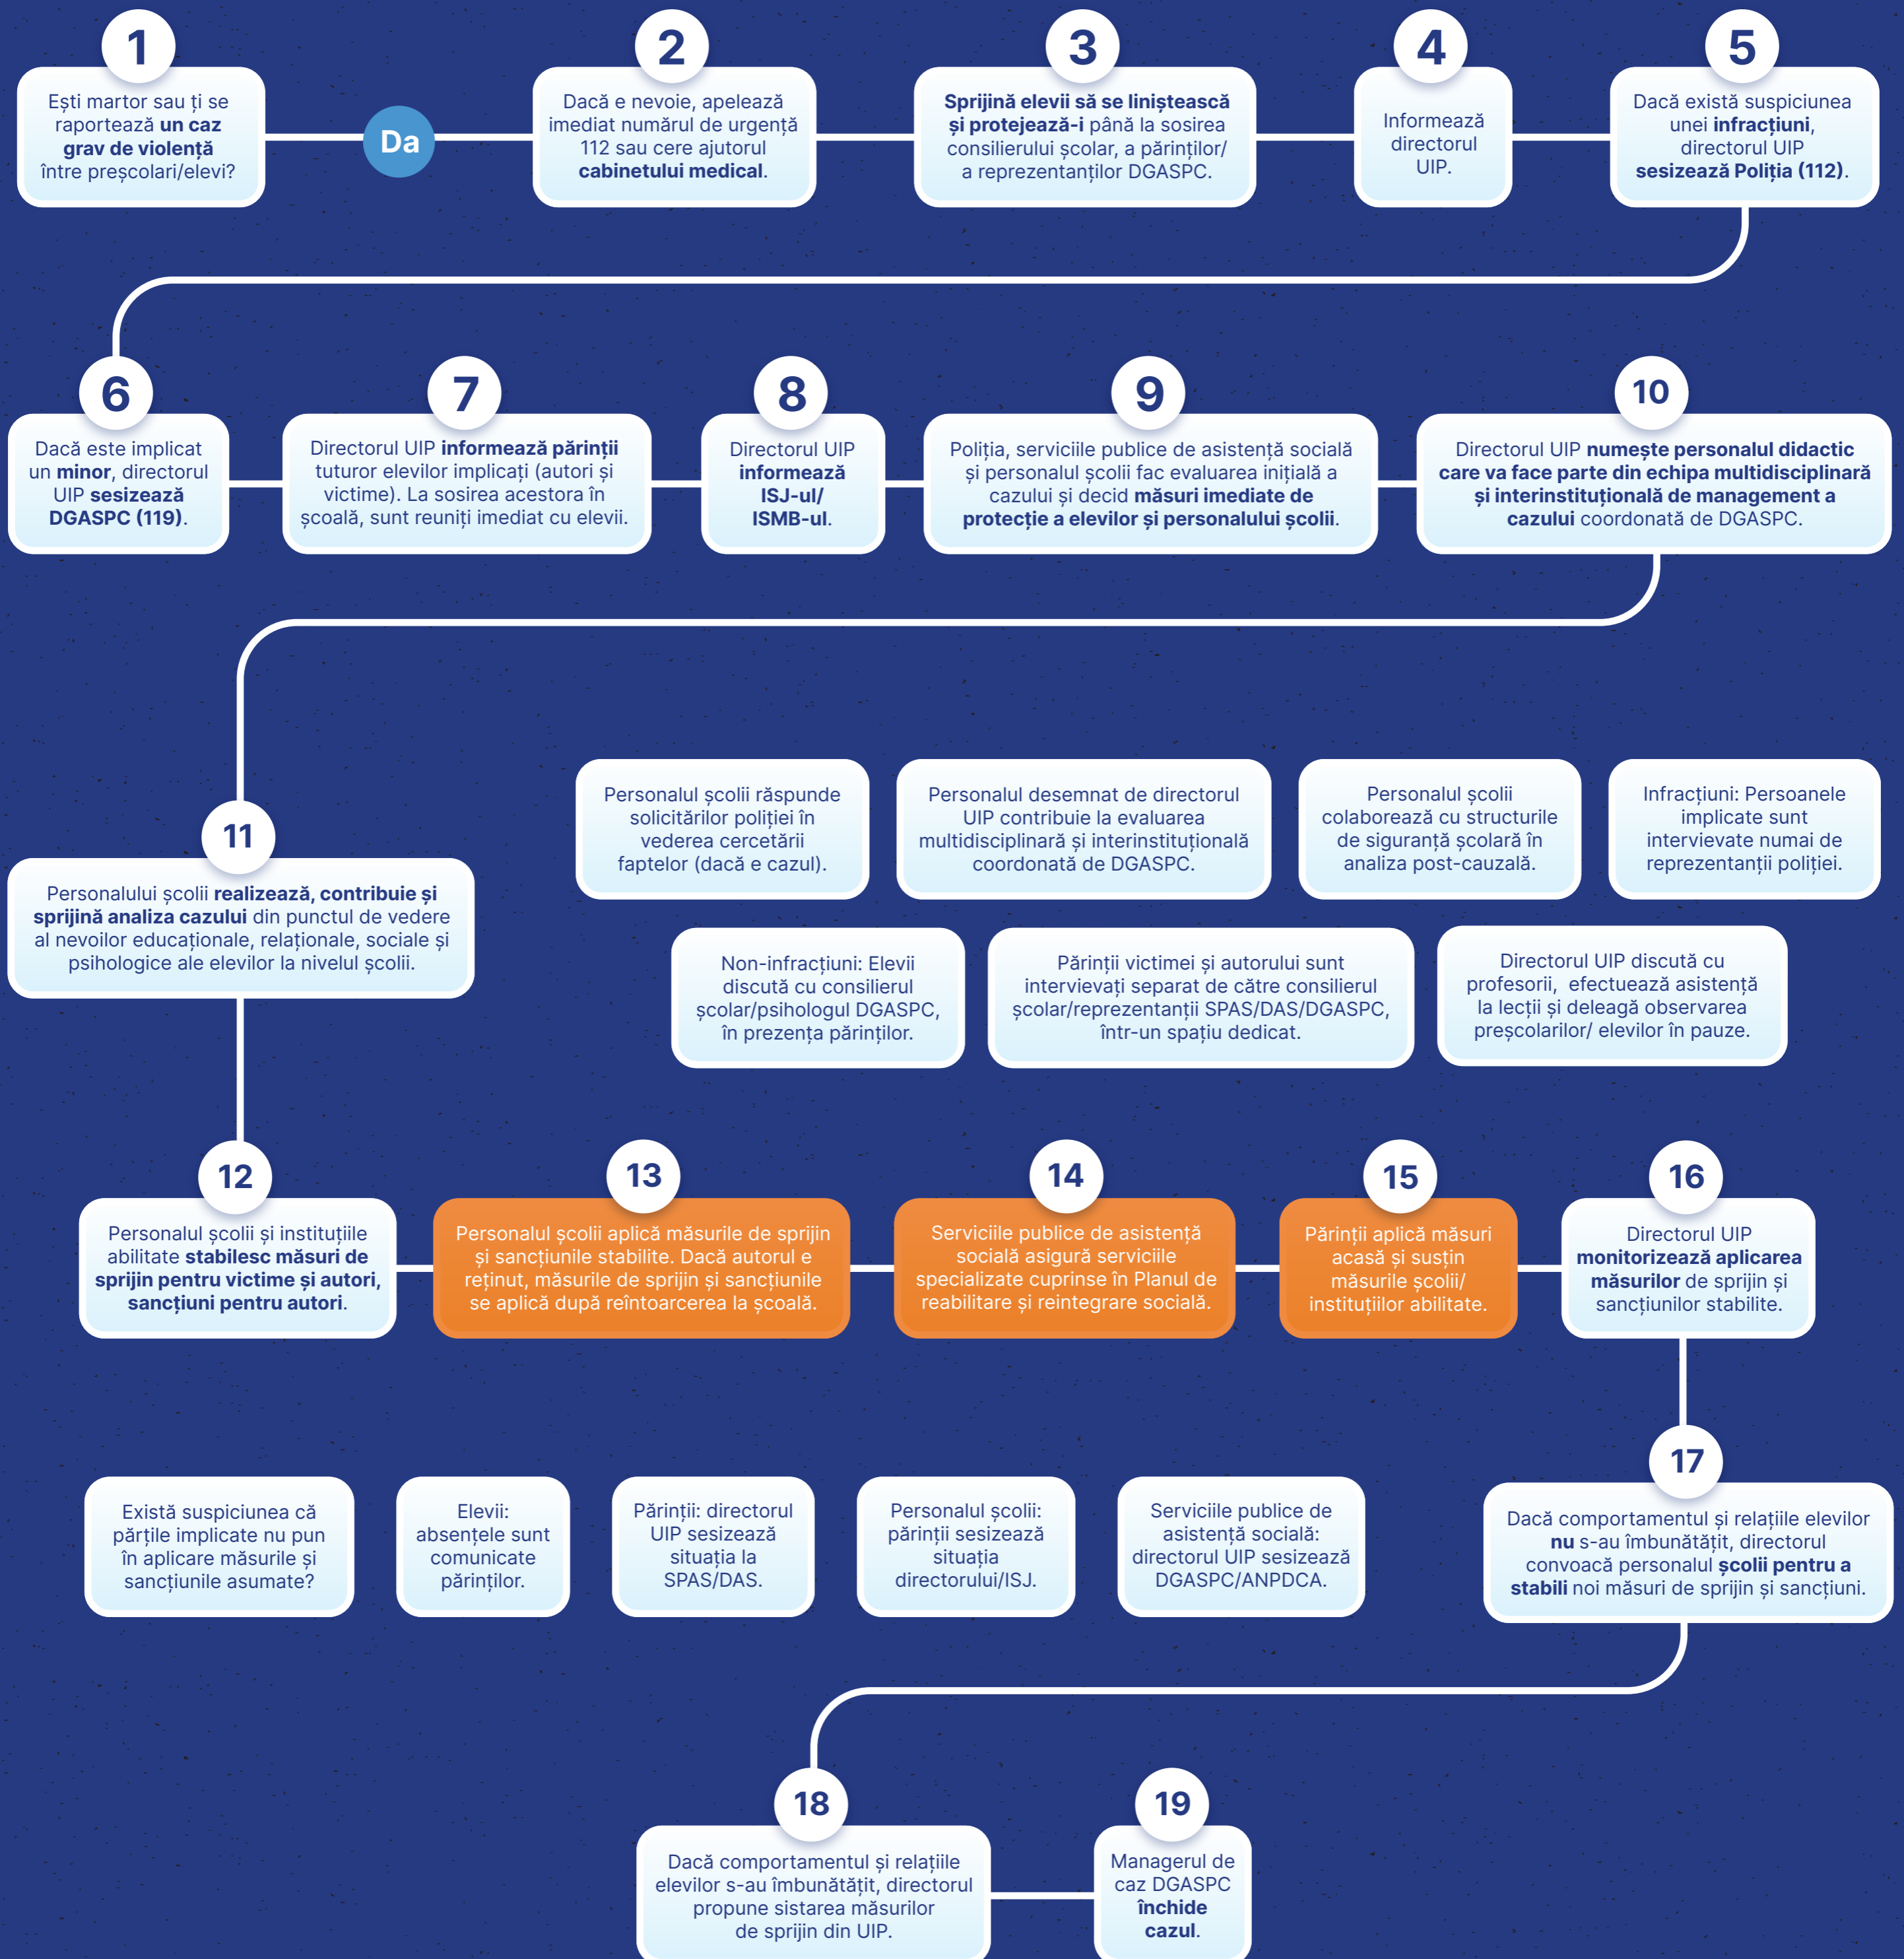 1
Ești martor sau ți se
raportează un caz
grav de violență
între preșcolari/elevi?
Da
2
Dacă e nevoie, apelează
imediat numărul de urgență
112 sau cere ajutorul
cabinetului medical.
3
Sprijină elevii să se liniștească
și protejează-i până la sosirea
consilierului școlar, a părinților/
a reprezentanților DGASPC.
4
Informează
directorul
UIP.
5
Dacă există suspiciunea
unei infracțiuni,
directorul UIP
sesizează Poliția (112).
6
Dacă este implicat
un minor, directorul
UIP sesizează
DGASPC (119).
7
Directorul UIP informează părinții
tuturor elevilor implicați (autori și
victime). La sosirea acestora în
școală, sunt reuniți imediat cu elevii.
8
Directorul UIP
informează
ISJ-ul/
ISMB-ul.
9
Poliția, serviciile publice de asistență socială
și personalul școlii fac evaluarea inițială a
cazului și decid măsuri imediate de
protecție a elevilor și personalului școlii.
10
Directorul UIP numește personalul didactic
care va face parte din echipa multidisciplinară
și interinstituțională de management a
cazului coordonată de DGASPC.
11
Personalului școlii realizează, contribuie și
sprijină analiza cazului din punctul de vedere
al nevoilor educaționale, relaționale, sociale și
psihologice ale elevilor la nivelul școlii.
Personalul școlii răspunde
solicitărilor poliției în
vederea cercetării
faptelor (dacă e cazul).
Personalul desemnat de directorul
UIP contribuie la evaluarea
multidisciplinară și interinstituțională
coordonată de DGASPC.
Personalul școlii
colaborează cu structurile
de siguranță școlară în
analiza post-cauzală.
Infracțiuni: Persoanele
implicate sunt
intervievate numai de
reprezentanții poliției.
Non-infracțiuni: Elevii
discută cu consilierul
școlar/psihologul DGASPC,
în prezența părinților.
Părinții victimei și autorului sunt
intervievați separat de către consilierul
școlar/reprezentanții SPAS/DAS/DGASPC,
într-un spațiu dedicat.
Directorul UIP discută cu
profesorii, efectuează asistență
la lecții și deleagă observarea
preșcolarilor/ elevilor în pauze.
12
Personalul școlii și instituțiile
abilitate stabilesc măsuri de
sprijin pentru victime și autori,
sancțiuni pentru autori.
13
Personalul școlii aplică măsurile de sprijin
și sancțiunile stabilite. Dacă autorul e
reținut, măsurile de sprijin și sancțiunile
se aplică după reîntoarcerea la școală.
14
Serviciile publice de asistență
socială asigură serviciile
specializate cuprinse în Planul de
reabilitare și reintegrare socială.
15
Părinții aplică măsuri
acasă și susțin
măsurile școlii/
instituțiilor abilitate.
16
Directorul UIP
monitorizează aplicarea
măsurilor de sprijin și
sancțiunilor stabilite.
17
Dacă comportamentul și relațiile elevilor
nu s-au îmbunătățit, directorul
convoacă personalul școlii pentru a
stabili noi măsuri de sprijin și sancțiuni.
Există suspiciunea că
părțile implicate nu pun
în aplicare măsurile și
sancțiunile asumate?
Elevii:
absențele sunt
comunicate
părinților.
Părinții: directorul
UIP sesizează
situația la
SPAS/DAS.
Personalul școlii:
părinții sesizează
situația
directorului/ISJ.
Serviciile publice de
asistență socială:
directorul UIP sesizează
DGASPC/ANPDCA.
18
Dacă comportamentul și relațiile
elevilor s-au îmbunătățit, directorul
propune sistarea măsurilor
de sprijin din UIP.
19
Managerul de
caz DGASPC
închide
cazul.